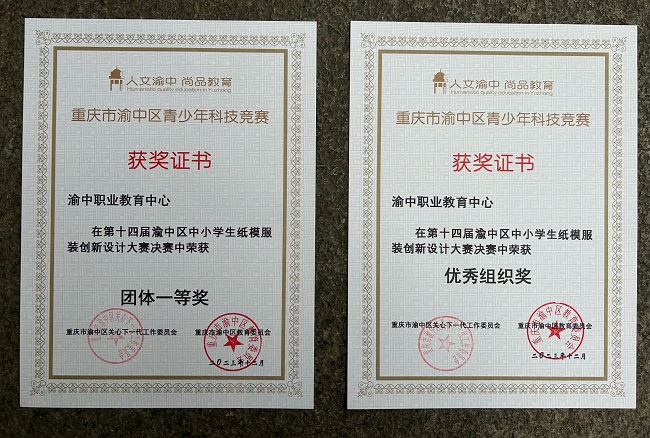 人文渝中 尚品教育
Humanistic quality education in Yuzhong
重庆市渝中区青少年科技竞赛
获奖证书
渝中职业教育中心
在第十四届渝中区中小学生纸模服
装创新设计大赛决赛中荣获
团体一等奖
重庆市渝中区关心下一代工作委员会
重庆市渝中区教育委员会
二〇二三年十二月
人文渝中 尚品教育
Humanistic quality education in Yuzhong
重庆市渝中区青少年科技竞赛
获奖证书
渝中职业教育中心
在第十四届渝中区中小学生纸模服
装创新设计大赛决赛中荣获
优秀组织奖
重庆市渝中区关心下一代工作委员会
重庆市渝中区教育委员会
二〇二三年十二月